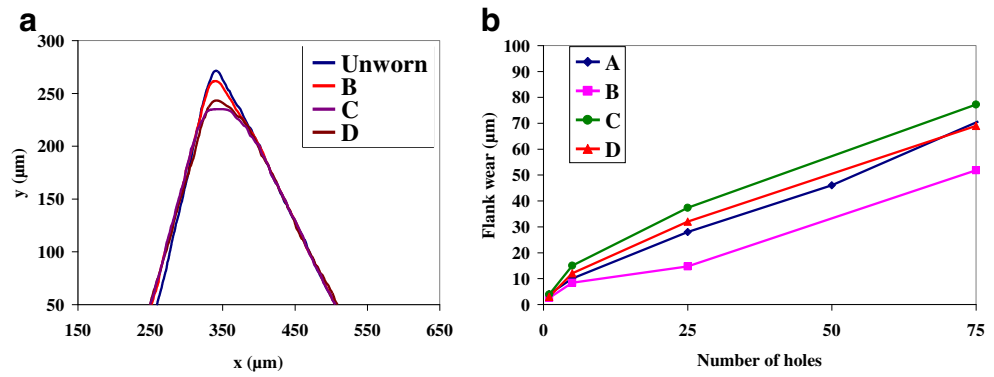 a
300
250
200
150
100
50
y (µm)
150 250 350 450 550 650
x (µm)
Unworn
B
C
D
b
100
90
80
70
60
50
40
30
20
10
0
Flank wear (µm)
0 25 50 75
Number of holes
A
B
C
D